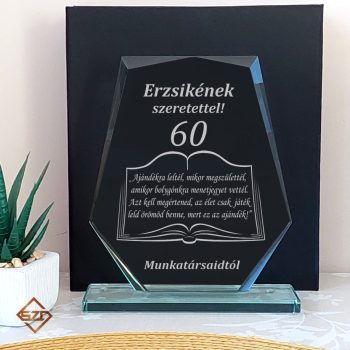 Erzsikének
szeretettel!
60
„Ajándékra leltél, mikor megszülettél,
amikor bolygónkra menetjegyet vettél.
Azt kell megértened, az élet csak játék
leld örömöd benne, mert ez az ajándék!”
Munkatársaidtól
SZP